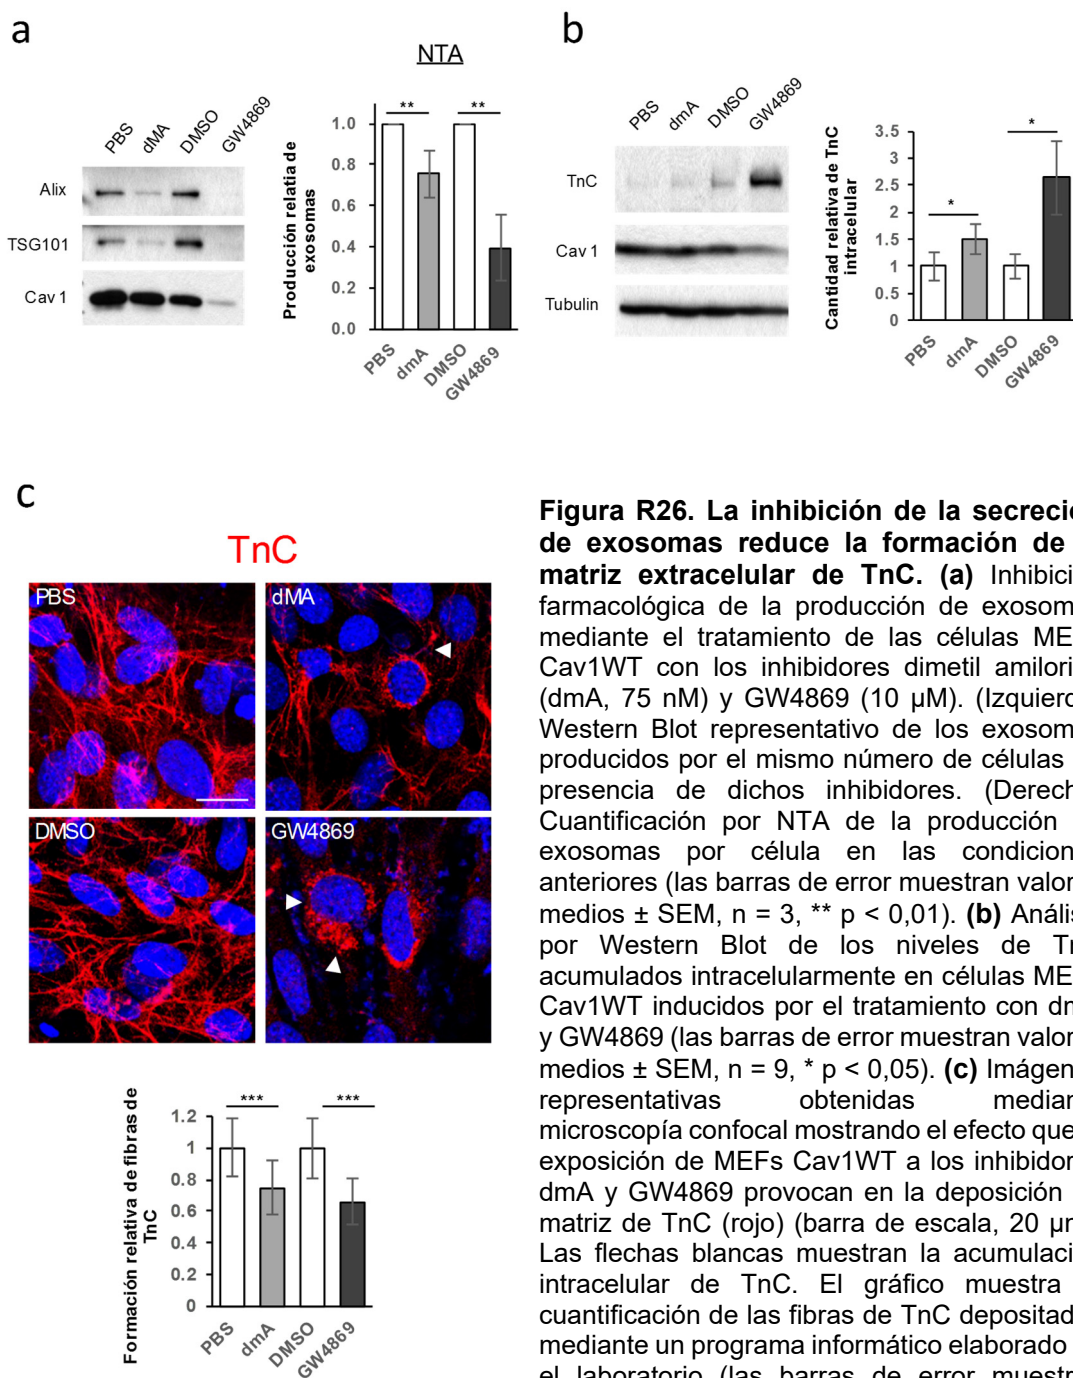 a
NTA
PBS
dMA
DMSO
GW4869
Alix
TSG101
Cav 1
Producción relatia de
exosomas
1.0
0.8
0.6
0.4
0.2
0.0
**
**
PBS
dmA
DMSO
GW4869
b
PBS
dmA
DMSO
GW4869
TnC
Cav 1
Tubulin
Cantidad relativa de TnC
intracelular
3.5
3
2.5
2
1.5
1
0.5
0
*
*
PBS
dmA
DMSO
GW4869
c
TnC
PBS
dMA
DMSO
GW4869
Formación relativa de fibras de
TnC
1.2
1
0.8
0.6
0.4
0.2
0
***
***
PBS
dmA
DMSO
GW4869
Figura R26. La inhibición de la secreció
de exosomas reduce la formación de
matriz extracelular de TnC. (a) Inhibici
farmacológica de la producción de exosom
mediante el tratamiento de las células ME
Cav1WT con los inhibidores dimetil amilori
(dmA, 75 nM) y GW4869 (10 µM). (Izquierd
Western Blot representativo de los exosom
producidos por el mismo número de células
presencia de dichos inhibidores. (Derech
Cuantificación por NTA de la producción
exosomas por célula en las condicion
anteriores (las barras de error muestran valor
medios ± SEM, n = 3, ** p < 0,01). (b) Anális
por Western Blot de los niveles de Tn
acumulados intracelularmente en células ME
Cav1WT inducidos por el tratamiento con dm
y GW4869 (las barras de error muestran valor
medios ± SEM, n = 9, * p < 0,05). (c) Imágen
representativas obtenidas median
microscopía confocal mostrando el efecto que
exposición de MEFs Cav1WT a los inhibidor
dmA y GW4869 provocan en la deposición
matriz de TnC (rojo) (barra de escala, 20 µm
Las flechas blancas muestran la acumulaci
intracelular de TnC. El gráfico muestra
cuantificación de las fibras de TnC depositad
mediante un programa informático elaborado
el laboratorio (las barras de error muestr